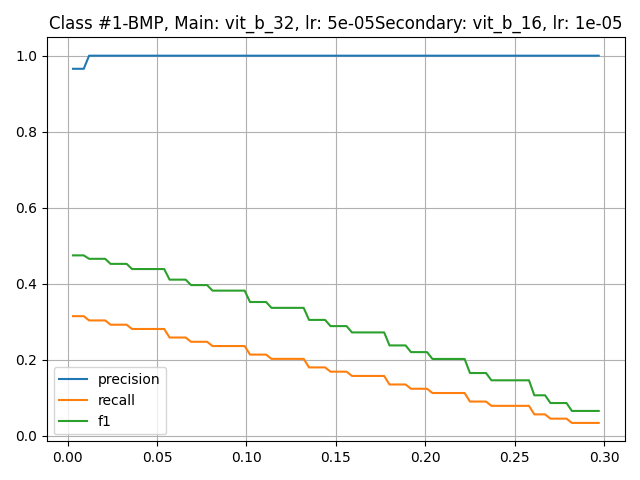 Class #1-BMP, Main: vit_b_32, lr: 5e-05Secondary: vit_b_16, lr: 1e-05
1.0
0.8
0.6
0.4
0.2
0.0
precision
recall
f1
0.00 0.05 0.10 0.15 0.20 0.25 0.30